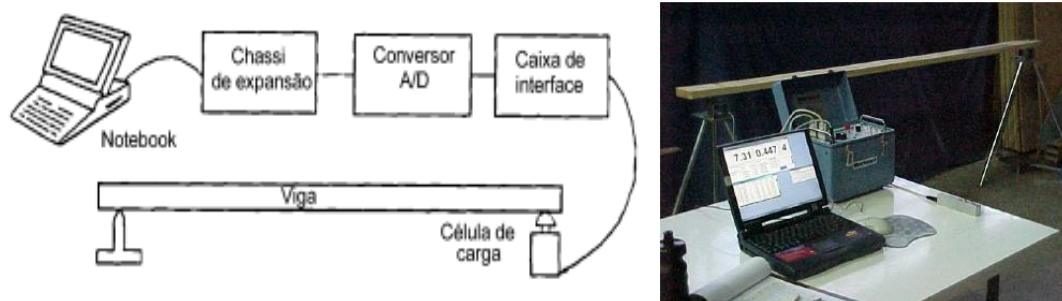 Chassi
de expansão
Conversor
A/D
Caixa de
interface
Notebook
Viga
Célula de
carga
7.31 0.447 4